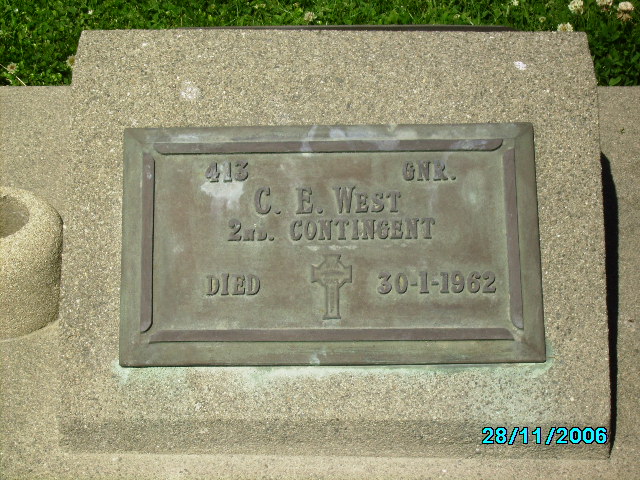 413 GNR.
C. E. WEST
2ND. CONTINGENT
DIED 30-1-1962
28/11/2006